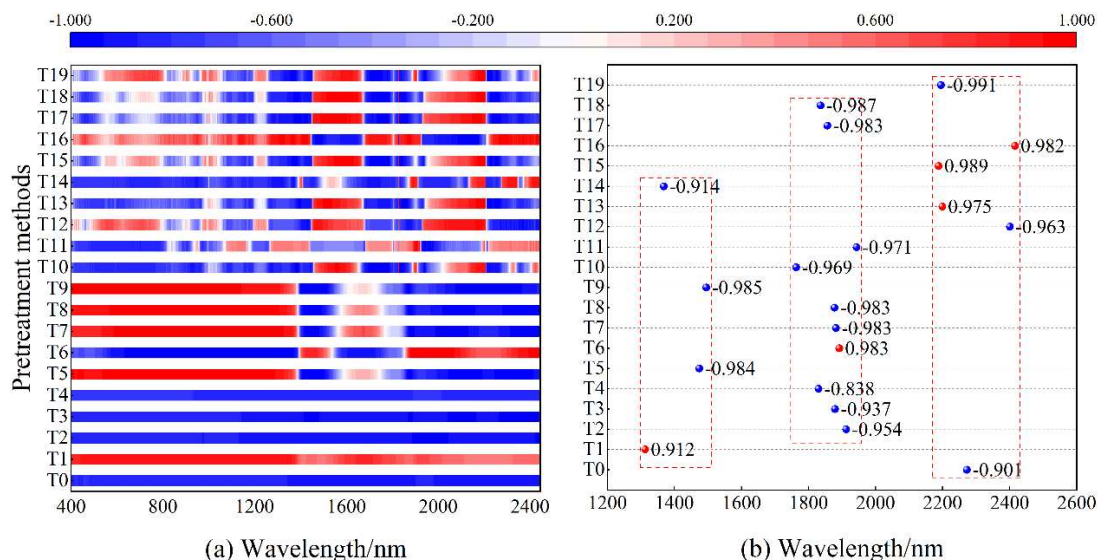 -1.000 -0.600 -0.200 0.200 0.600 1.000
Pretreatment methods
T19
T18
T17
T16
T15
T14
T13
T12
T11
T10
T9
T8
T7
T6
T5
T4
T3
T2
T1
T0
400 800 1200 1600 2000 2400
(a) Wavelength/nm
T19 -0.991
T18 -0.987
T17 -0.983
T16 0.982
T15 0.989
T14 -0.914
T13 0.975
T12 -0.963
T11 -0.971
T10 -0.969
T9 -0.985
T8 -0.983
T7 -0.983
T6 0.983
T5 -0.984
T4 -0.838
T3 -0.937
T2 -0.954
T1 0.912
T0 -0.901
1200 1400 1600 1800 2000 2200 2400 2600
(b) Wavelength/nm